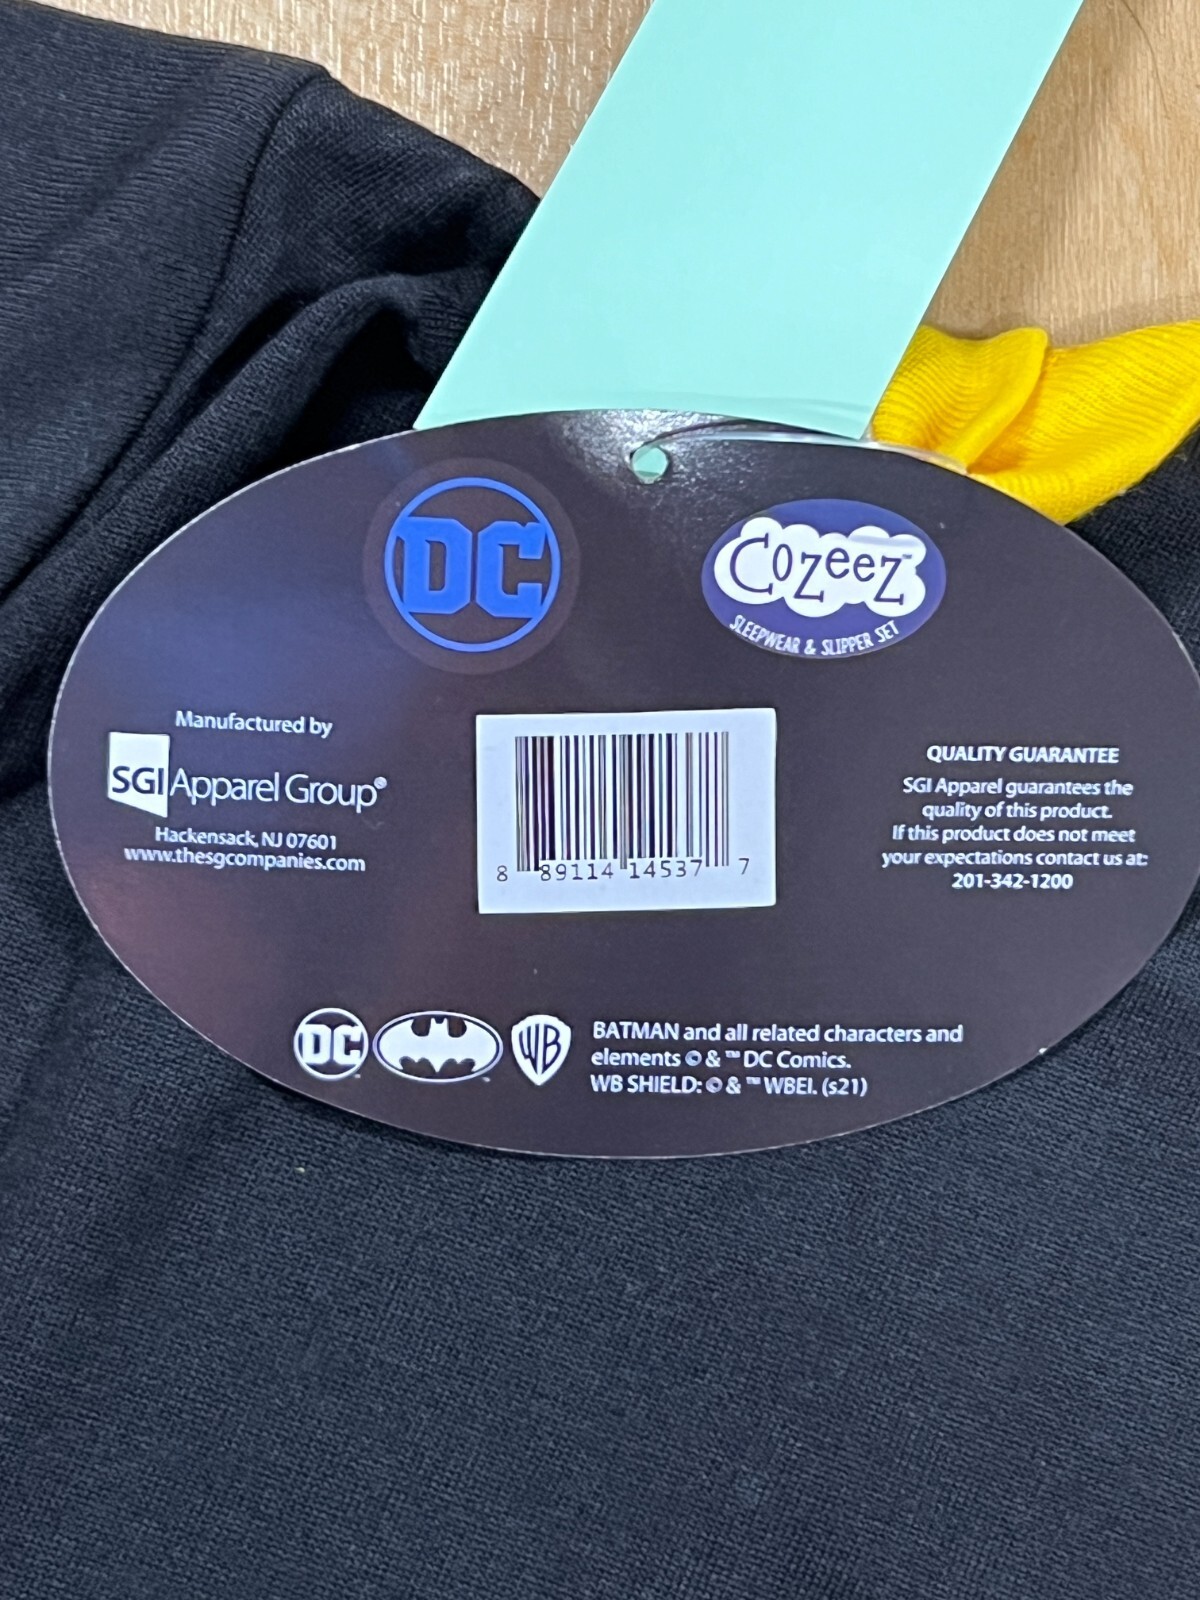 DC
Cozeez™
SLEEPWEAR & SLIPPER SET
Manufactured by
SGI Apparel Group®
Hackensack, NJ 07601
www.thesgcompanies.com
8 89114 14537 7
QUALITY GUARANTEE
SGI Apparel guarantees the
quality of this product.
If this product does not meet
your expectations contact us at:
201-342-1200
DC
WB
BATMAN and all related characters and
elements © & ™ DC Comics.
WB SHIELD: © & ™ WBEI. (s21)